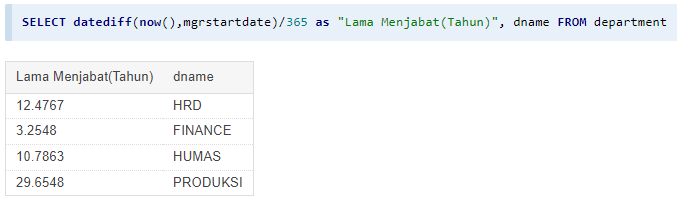 SELECT datediff(now(),mgrstartdate)/365 as "Lama Menjabat(Tahun)", dname FROM department
Lama Menjabat(Tahun) dname
12.4767 HRD
3.2548 FINANCE
10.7863 HUMAS
29.6548 PRODUKSI